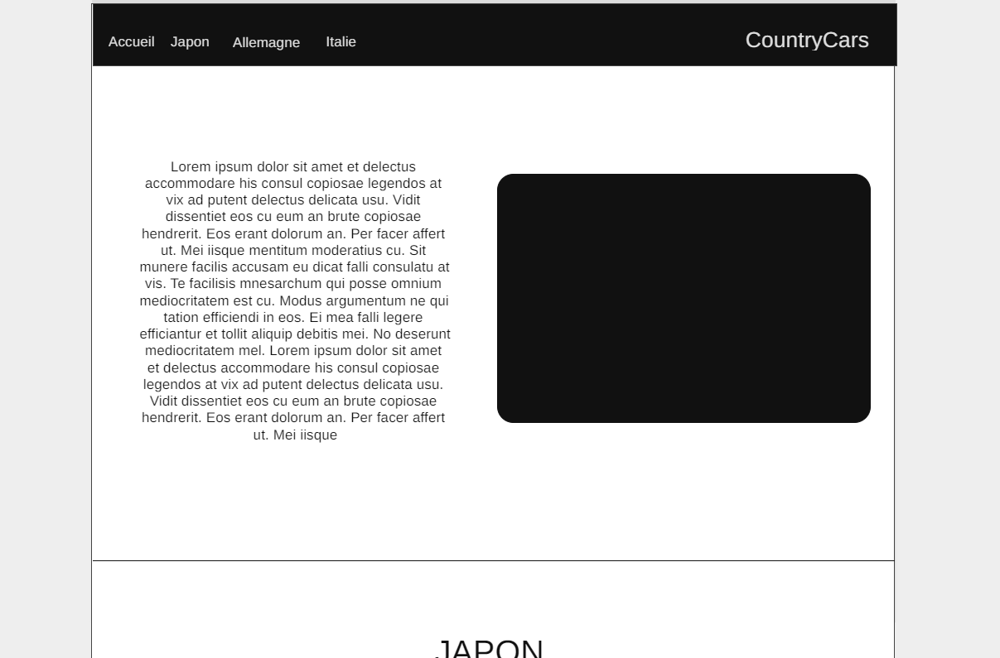 Accueil Japon Allemagne Italie CountryCars
Lorem ipsum dolor sit amet et delectus
accommodare his consul copiosae legendos at
vix ad putent delectus delicata usu. Vidit
dissentiet eos cu eum an brute copiosae
hendrerit. Eos erant dolorum an. Per facer affert
ut. Mei iisque mentitum moderatius cu. Sit
munere facilis accusam eu dicat falli consulatu at
vis. Te facilisis mnesarchum qui posse omnium
mediocritatem est cu. Modus argumentum ne qui
tation efficiendi in eos. Ei mea falli legere
efficiantur et tollit aliquip debitis mei. No deserunt
mediocritatem mel. Lorem ipsum dolor sit amet
et delectus accommodare his consul copiosae
legendos at vix ad putent delectus delicata usu.
Vidit dissentiet eos cu eum an brute copiosae
hendrerit. Eos erant dolorum an. Per facer affert
ut. Mei iisque
JAPON